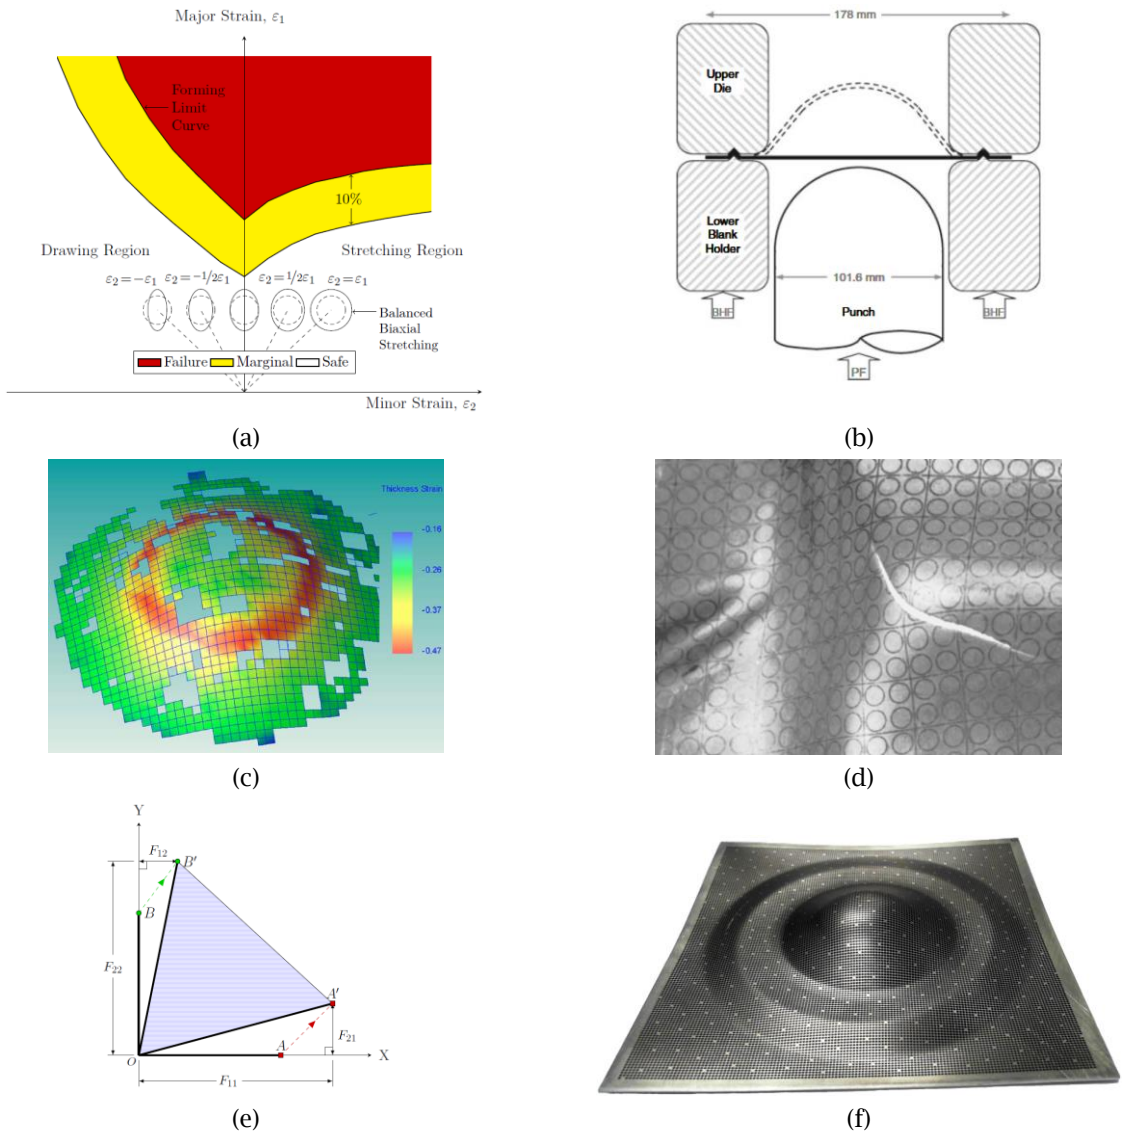 Major Strain, ε₁
Forming
Limit
Curve
10%
Drawing Region
Stretching Region
ε₂=−ε₁
ε₂=−1/2ε₁
ε₂=1/2ε₁
ε₂=ε₁
Balanced
Biaxial
Stretching
Failure
Marginal
Safe
Minor Strain, ε₂
(a)
178 mm
Upper
Die
Lower
Blank
Holder
101.6 mm
BHF
Punch
BHF
PF
(b)
Thickness Strain
-0.16
-0.26
-0.37
-0.47
(c)
(d)
Y
F₁₂
B′
B
F₂₂
A′
F₂₁
A
O
X
F₁₁
(e)
(f)